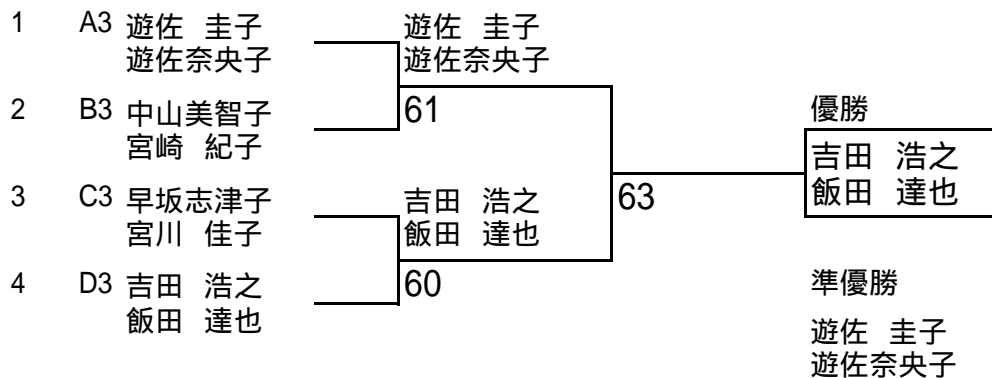 1 A3 遊佐 圭子 遊佐 圭子
遊佐奈央子 遊佐奈央子
2 B3 中山美智子 61 優勝
宮崎 紀子 吉田 浩之
飯田 達也
3 C3 早坂志津子 吉田 浩之 63
宮川 佳子 飯田 達也
4 D3 吉田 浩之 60 準優勝
飯田 達也 遊佐 圭子
遊佐奈央子